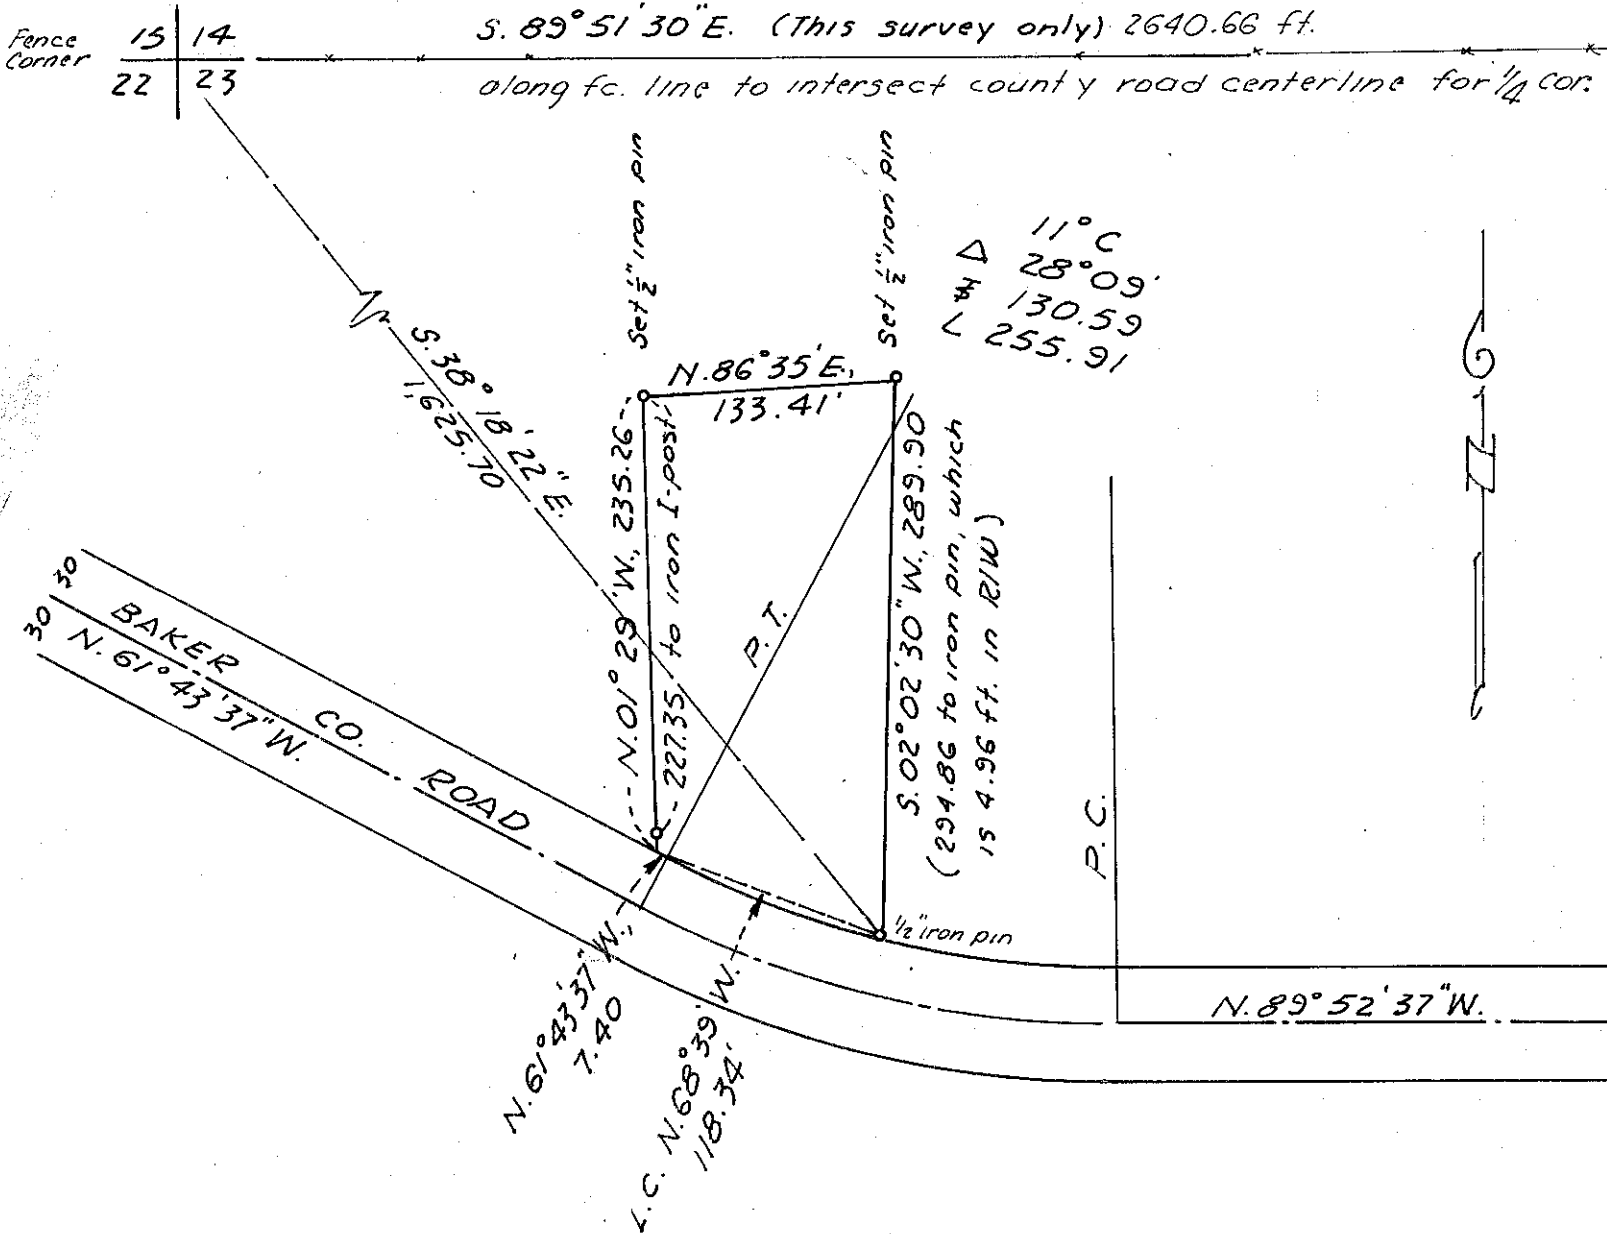 Fence
Corner
15 | 14
22 | 23
S. 89° 51' 30" E. (This survey only) 2640.66 ft.
along fc. line to intersect county road centerline for 1/4 cor.
Set ½" iron pin
Set ½" iron pin
11° C
Δ 28° 09'
130.59
L 255.91
S. 38° 18' 22" E.
1,625.70
N. 86° 35' E.,
133.41'
N. 01° 29' W., 235.26
227.35 to iron I-post
P.T.
S. 02° 02' 30" W., 289.90
(294.86 to iron pin, which
is 4.96 ft. in R/W)
P.C.
N
30
30
BAKER CO. ROAD
N. 61° 43' 37" W.
½" iron pin
N. 89° 52' 37" W.
N. 61° 43' 37" W.,
7.40
L.C. N. 68° 39' W.
118.34'